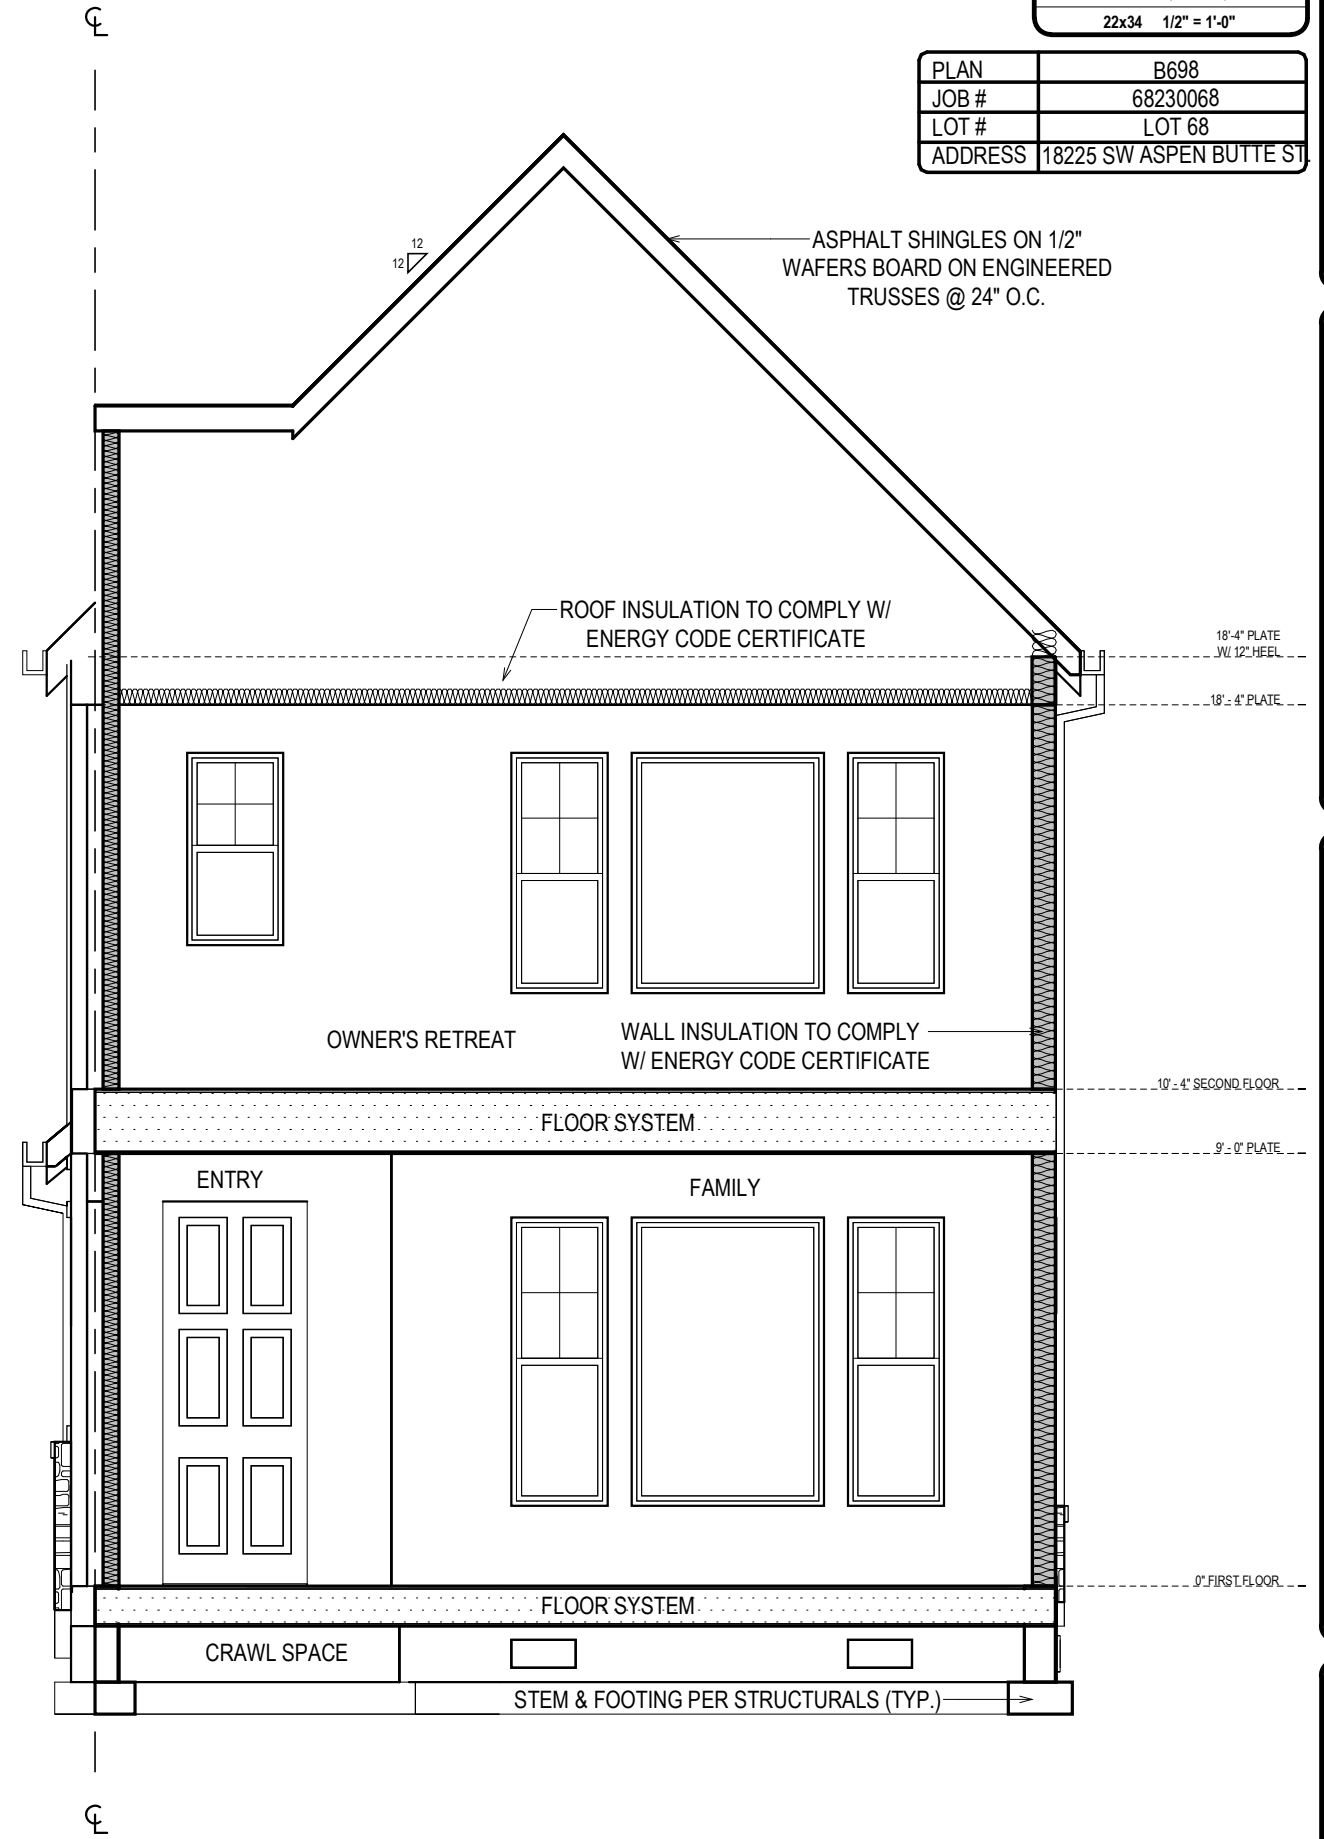 ℄
22x34 1/2" = 1'-0"
PLAN B698
JOB # 68230068
LOT # LOT 68
ADDRESS 18225 SW ASPEN BUTTE ST.
12
12
ASPHALT SHINGLES ON 1/2"
WAFERS BOARD ON ENGINEERED
TRUSSES @ 24" O.C.
ROOF INSULATION TO COMPLY W/
ENERGY CODE CERTIFICATE
18'-4" PLATE
W/ 12" HEEL
18' - 4" PLATE
OWNER'S RETREAT
WALL INSULATION TO COMPLY
W/ ENERGY CODE CERTIFICATE
10' - 4" SECOND FLOOR
FLOOR SYSTEM
9' - 0" PLATE
ENTRY
FAMILY
0" FIRST FLOOR
FLOOR SYSTEM
CRAWL SPACE
STEM & FOOTING PER STRUCTURALS (TYP.)
℄